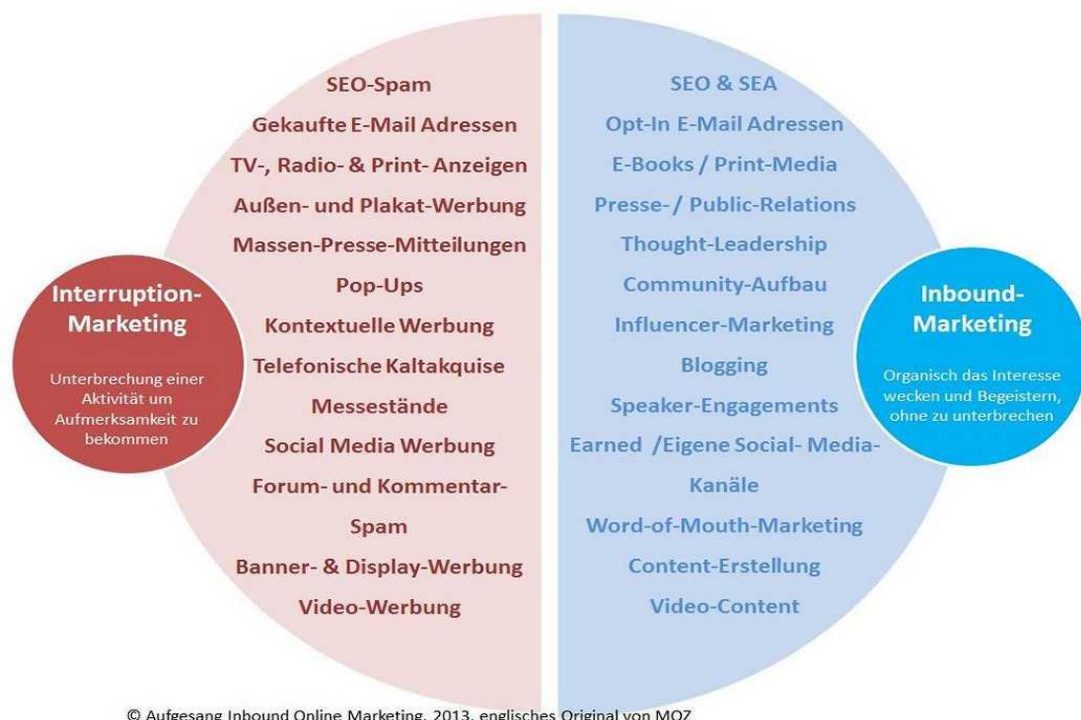 Interruption-
Marketing
Unterbrechung einer
Aktivität um
Aufmerksamkeit zu
bekommen
SEO-Spam
Gekaufte E-Mail Adressen
TV-, Radio- & Print- Anzeigen
Außen- und Plakat-Werbung
Massen-Presse-Mitteilungen
Pop-Ups
Kontextuelle Werbung
Telefonische Kaltakquise
Messestände
Social Media Werbung
Forum- und Kommentar-
Spam
Banner- & Display-Werbung
Video-Werbung
SEO & SEA
Opt-In E-Mail Adressen
E-Books / Print-Media
Presse- / Public-Relations
Thought-Leadership
Community-Aufbau
Influencer-Marketing
Blogging
Speaker-Engagements
Earned /Eigene Social- Media-
Kanäle
Word-of-Mouth-Marketing
Content-Erstellung
Video-Content
Inbound-
Marketing
Organisch das Interesse
wecken und Begeistern,
ohne zu unterbrechen
© Aufgesang Inbound Online Marketing, 2013, englisches Original von MOZ